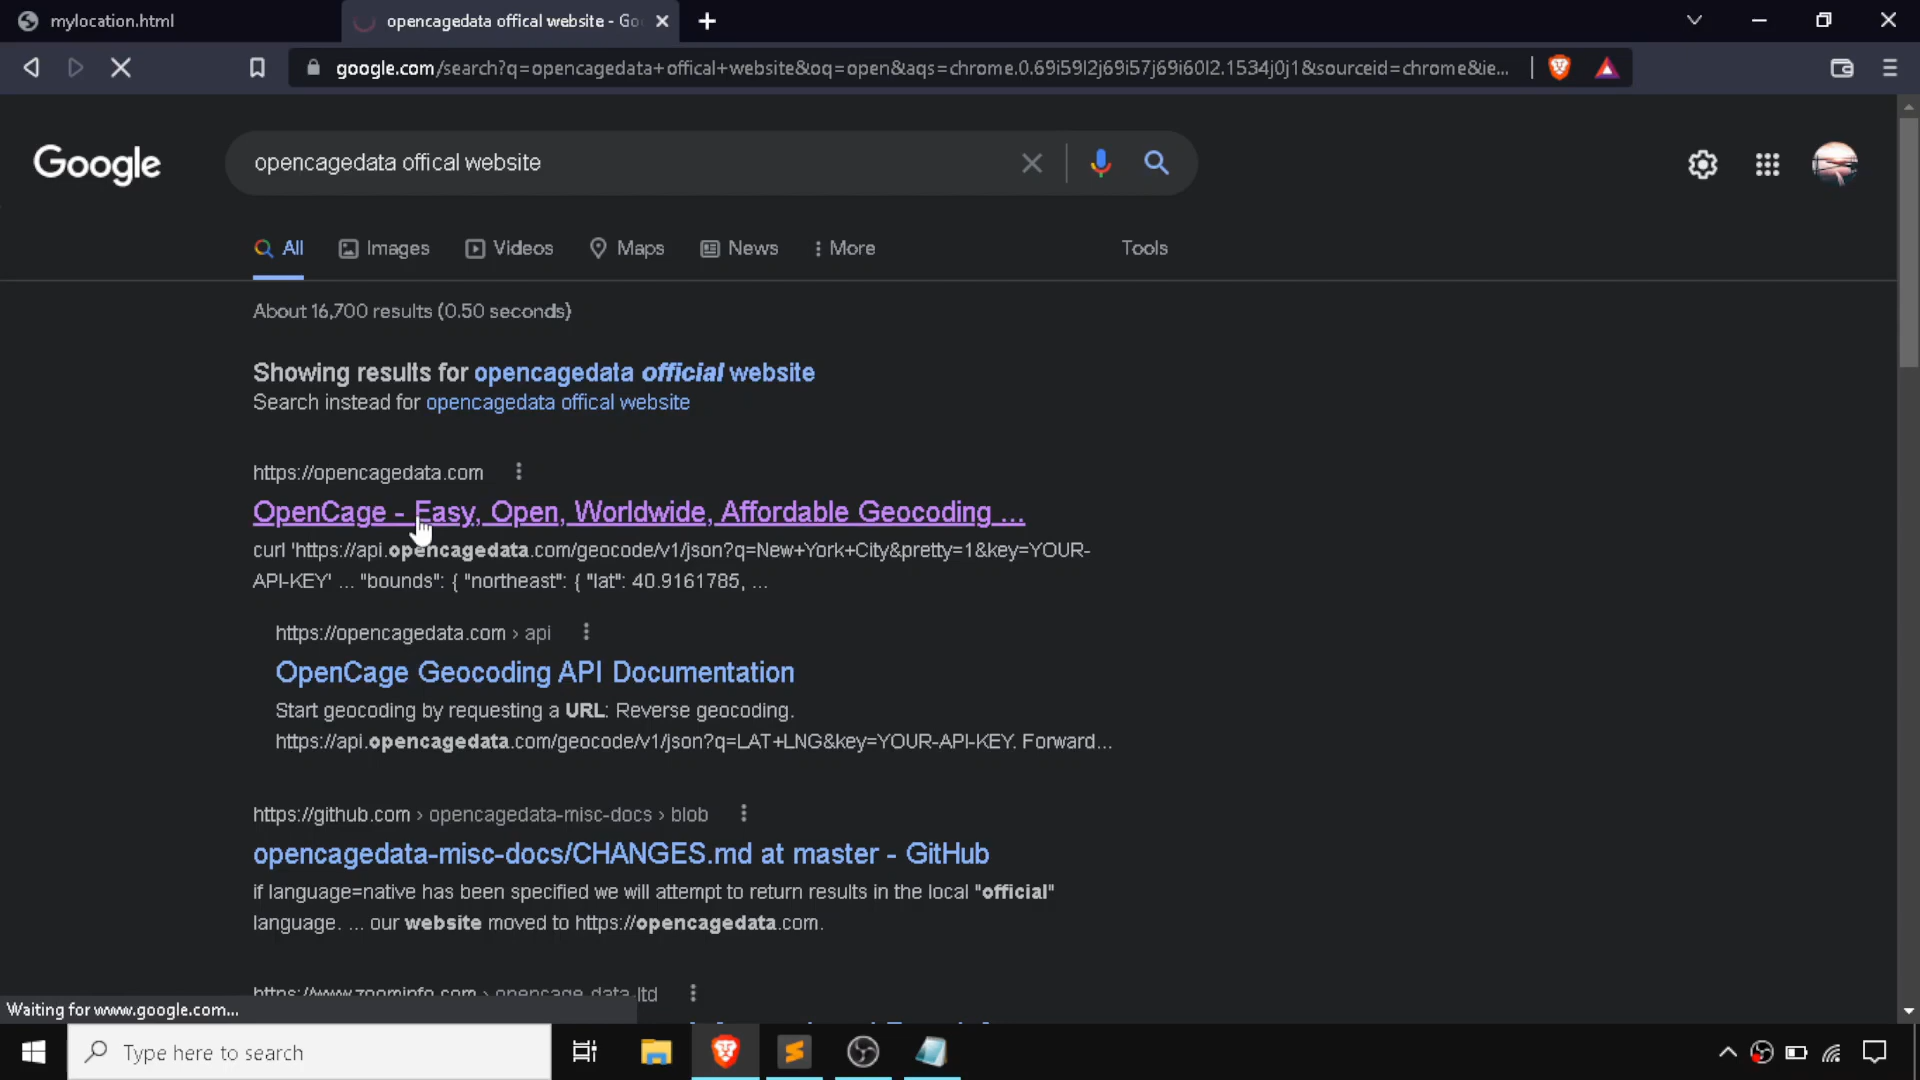 mylocation.html
opencagedata offical website - Go
google.com/search?q=opencagedata+offical+website&oq=open&aqs=chrome.0.69i59l2j69i57j69i60l2.1534j0j1&sourceid=chrome&ie...
Google
opencagedata offical website
All
Images
Videos
Maps
News
More
Tools
About 16,700 results (0.50 seconds)
Showing results for opencagedata official website
Search instead for opencagedata offical website
https://opencagedata.com
OpenCage - Easy, Open, Worldwide, Affordable Geocoding ...
curl 'https://api.opencagedata.com/geocode/v1/json?q=New+York+City&pretty=1&key=YOUR-
API-KEY' ... "bounds": { "northeast": { "lat": 40.9161785, ...
https://opencagedata.com › api
OpenCage Geocoding API Documentation
Start geocoding by requesting a URL: Reverse geocoding.
https://api.opencagedata.com/geocode/v1/json?q=LAT+LNG&key=YOUR-API-KEY. Forward...
https://github.com › opencagedata-misc-docs › blob
opencagedata-misc-docs/CHANGES.md at master - GitHub
if language=native has been specified we will attempt to return results in the local "official"
language. ... our website moved to https://opencagedata.com.
https://www.zoominfo.com › opencage-data-ltd
Waiting for www.google.com...
Type here to search